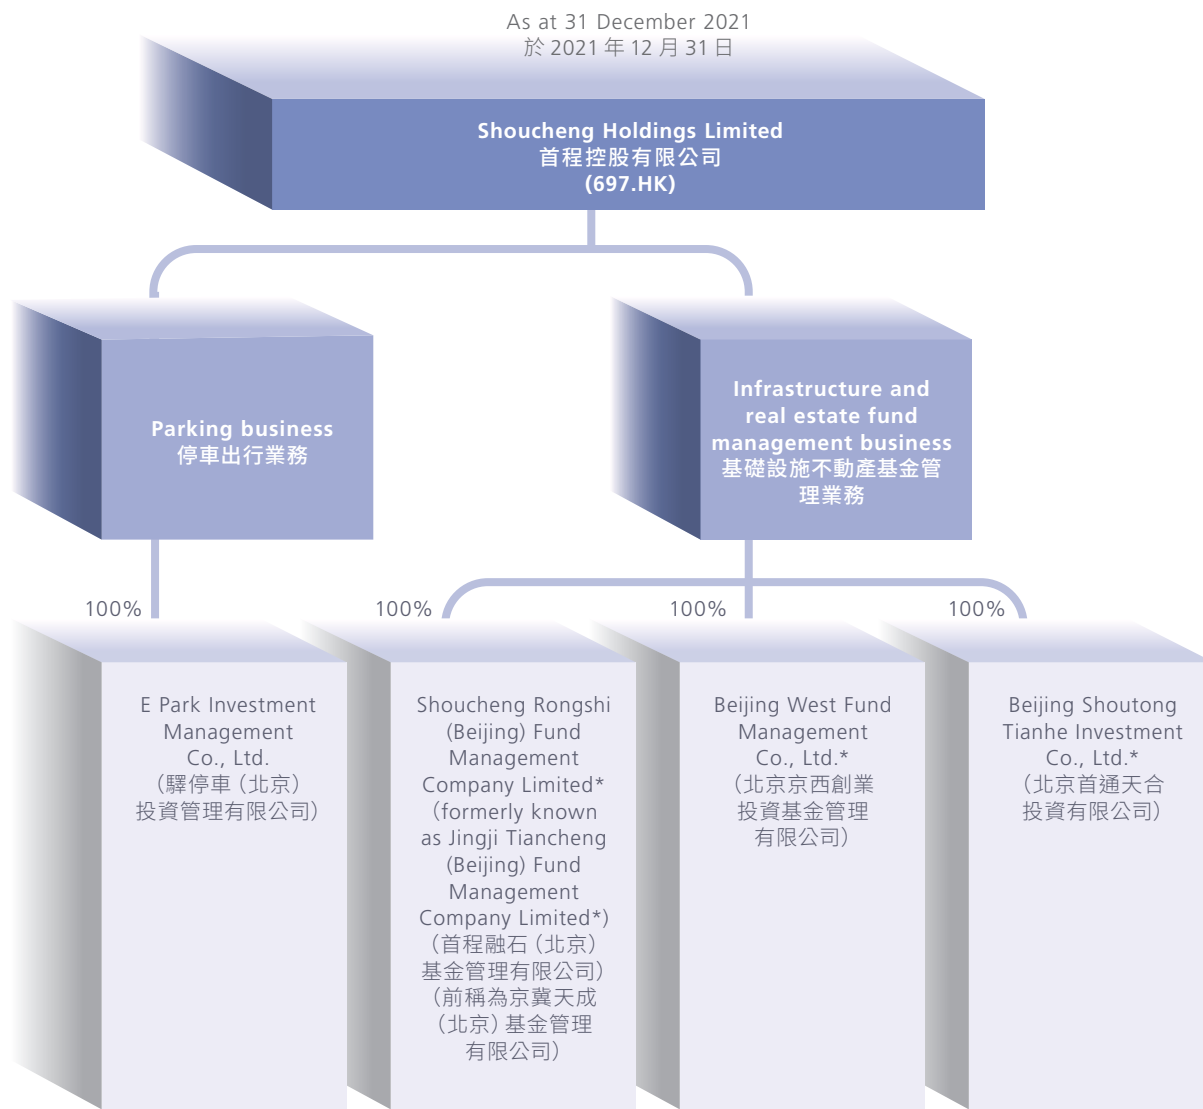 As at 31 December 2021
於 2021 年 12 月 31 日
Shoucheng Holdings Limited
首程控股有限公司
(697.HK)
Parking business
停車出行業務
Infrastructure and
real estate fund
management business
基礎設施不動產基金管
理業務
100%
100%
100%
100%
E Park Investment
Management
Co., Ltd.
（驛停車（北京）
投資管理有限公司）
Shoucheng Rongshi
(Beijing) Fund
Management
Company Limited*
(formerly known
as Jingji Tiancheng
(Beijing) Fund
Management
Company Limited*)
（首程融石（北京）
基金管理有限公司）
（前稱為京冀天成
（北京）基金管理
有限公司）
Beijing West Fund
Management
Co., Ltd.*
（北京京西創業
投資基金管理
有限公司）
Beijing Shoutong
Tianhe Investment
Co., Ltd.*
（北京首通天合
投資有限公司）